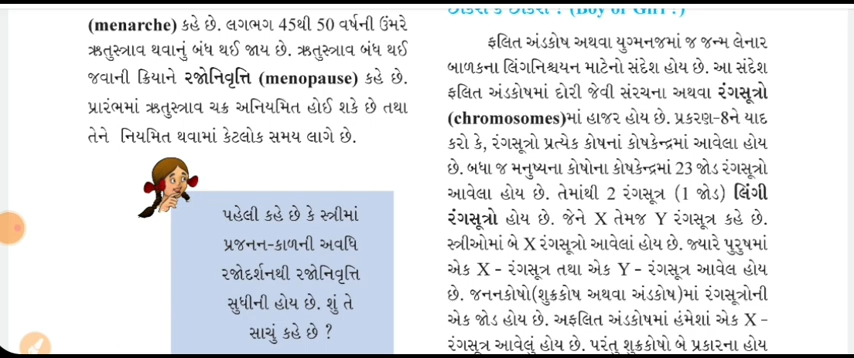 (menarche) કહે છે. લગભગ 45થી 50 વર્ષની ઉંમરે
ઋતુસ્ત્રાવ થવાનું બંધ થઈ જાય છે. ઋતુસ્ત્રાવ બંધ થઈ
જવાની ક્રિયાને રજોનિવૃત્તિ (menopause) કહે છે.
પ્રારંભમાં ઋતુસ્ત્રાવ ચક્ર અનિયમિત હોઈ શકે છે તથા
તેને નિયમિત થવામાં કેટલોક સમય લાગે છે.
પહેલી કહે છે કે સ્ત્રીમાં
પ્રજનન-કાળની અવધિ
રજોદર્શનથી રજોનિવૃત્તિ
સુધીની હોય છે. શું તે
સાચું કહે છે ?
(Boy or Girl ?)
ફલિત અંડકોષ અથવા યુગ્મનજમાં જ જન્મ લેનાર
બાળકના લિંગનિશ્ચયન માટેનો સંદેશ હોય છે. આ સંદેશ
ફલિત અંડકોષમાં દોરી જેવી સંરચના અથવા રંગસૂત્રો
(chromosomes)માં હાજર હોય છે. પ્રકરણ-8ને યાદ
કરો કે, રંગસૂત્રો પ્રત્યેક કોષનાં કોષકેન્દ્રમાં આવેલા હોય
છે. બધા જ મનુષ્યના કોષોના કોષકેન્દ્રમાં 23 જોડ રંગસૂત્રો
આવેલા હોય છે. તેમાંથી 2 રંગસૂત્ર (1 જોડ) લિંગી
રંગસૂત્રો હોય છે. જેને X તેમજ Y રંગસૂત્ર કહે છે.
સ્ત્રીઓમાં બે X રંગસૂત્રો આવેલાં હોય છે. જ્યારે પુરુષમાં
એક X - રંગસૂત્ર તથા એક Y - રંગસૂત્ર આવેલ હોય
છે. જનનકોષો(શુક્રકોષ અથવા અંડકોષ)માં રંગસૂત્રોની
એક જોડ હોય છે. અફલિત અંડકોષમાં હંમેશાં એક X -
રંગસૂત્ર આવેલું હોય છે. પરંતુ શુક્રકોષો બે પ્રકારના હોય